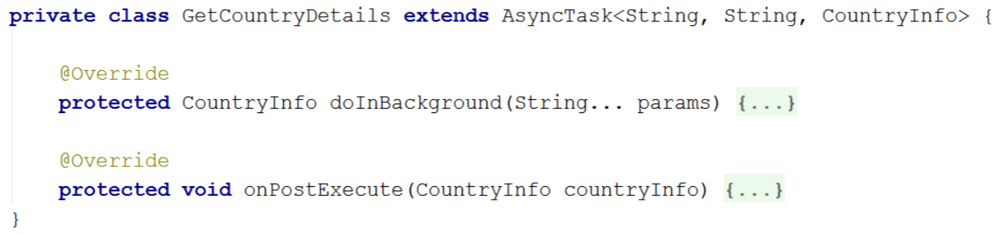 private class GetCountryDetails extends AsyncTask<String, String, CountryInfo> {
@Override
protected CountryInfo doInBackground(String... params) {...}
@Override
protected void onPostExecute(CountryInfo countryInfo) {...}
}